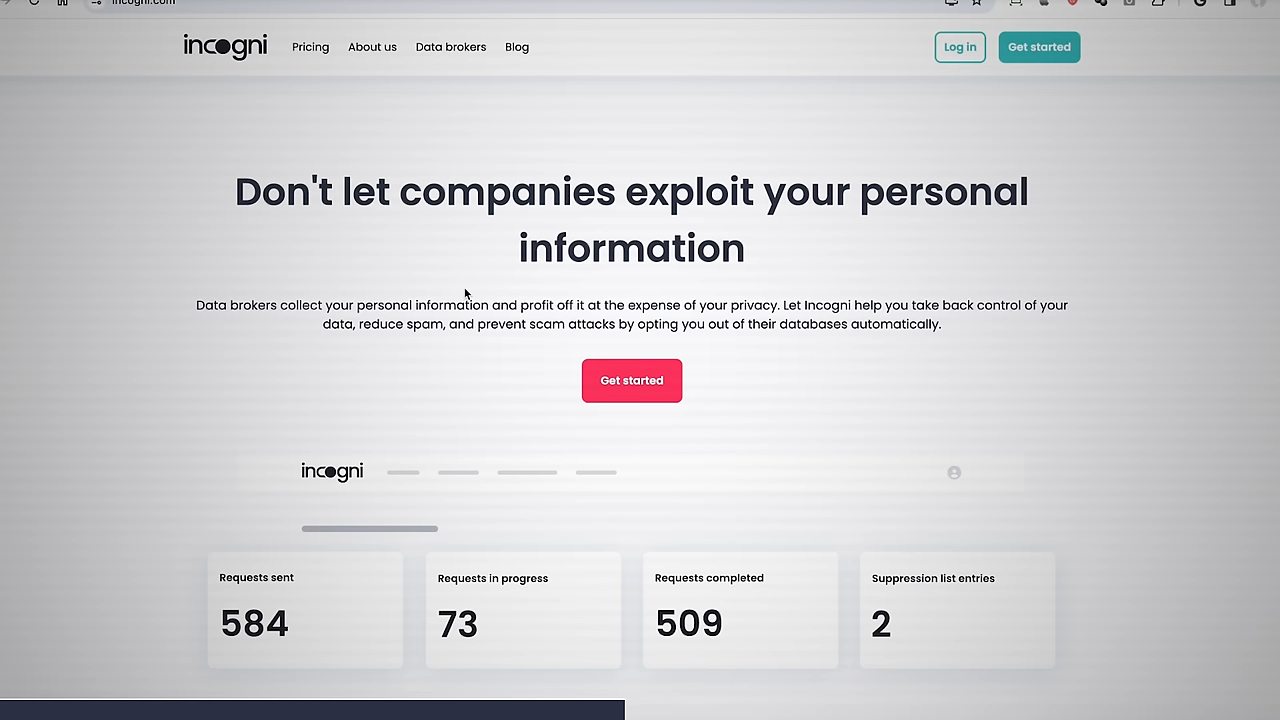 incogni.com
incogni Pricing About us Data brokers Blog Log in Get started
Don't let companies exploit your personal
information
Data brokers collect your personal information and profit off it at the expense of your privacy. Let Incogni help you take back control of your
data, reduce spam, and prevent scam attacks by opting you out of their databases automatically.
Get started
incogni
Requests sent Requests in progress Requests completed Suppression list entries
584 73 509 2